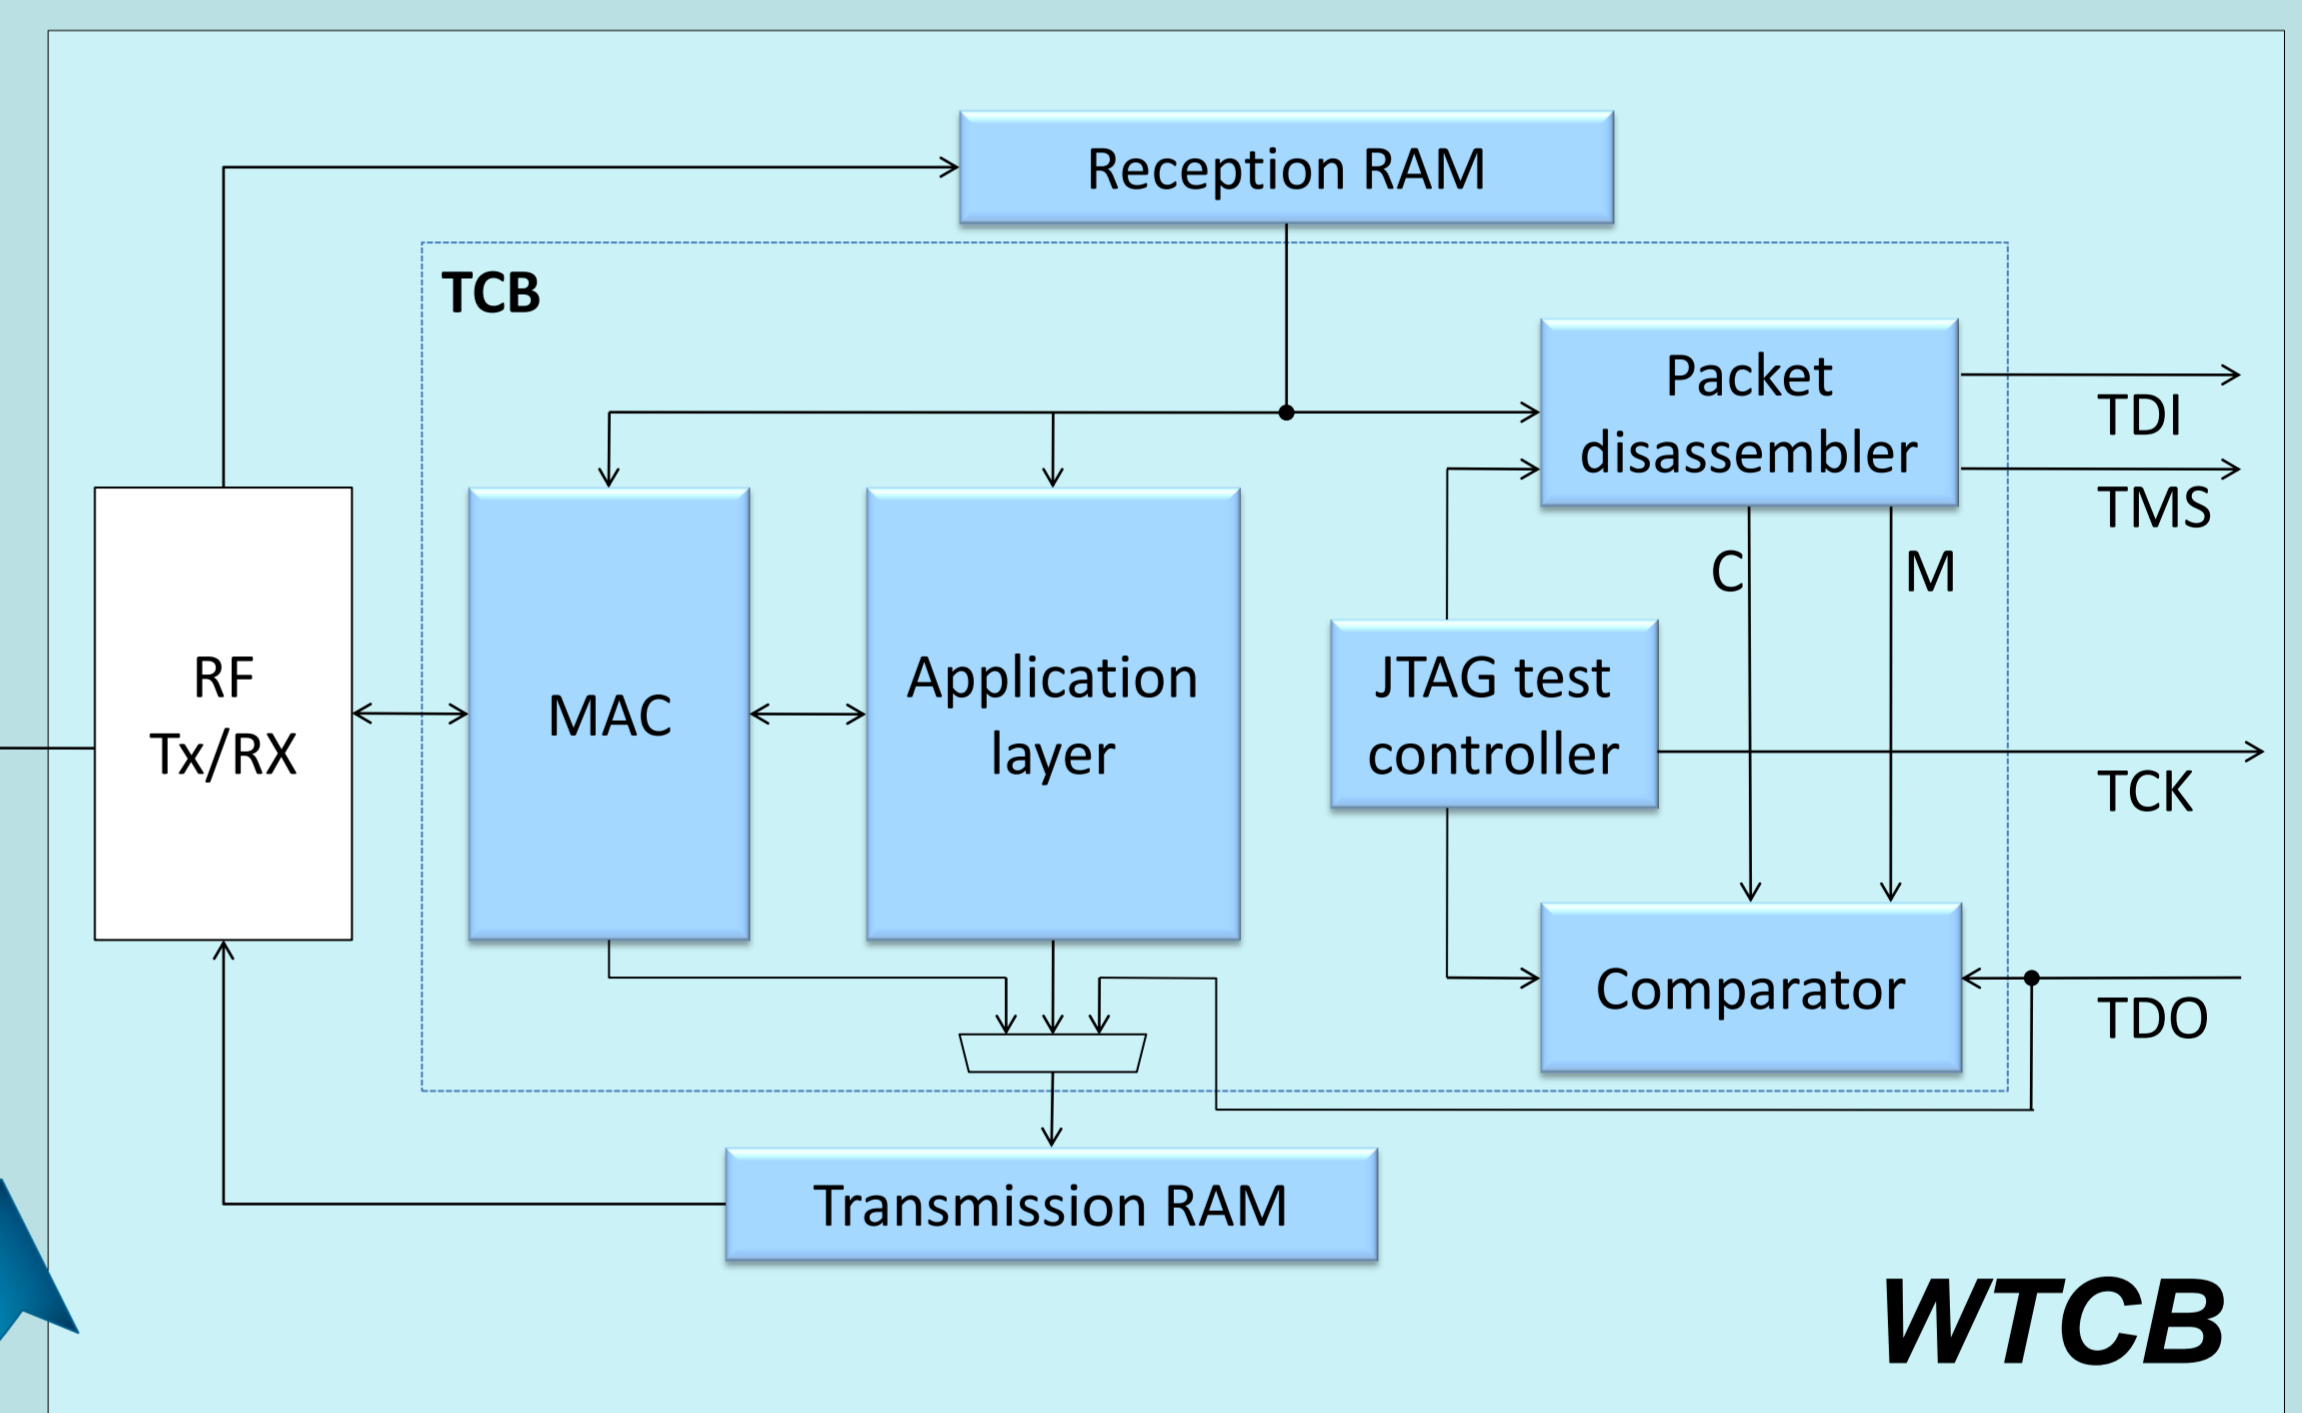 Reception RAM
TCB
Packet
disassembler
TDI
TMS
C
M
RF
Tx/RX
MAC
Application
layer
JTAG test
controller
TCK
Comparator
TDO
Transmission RAM
WTCB